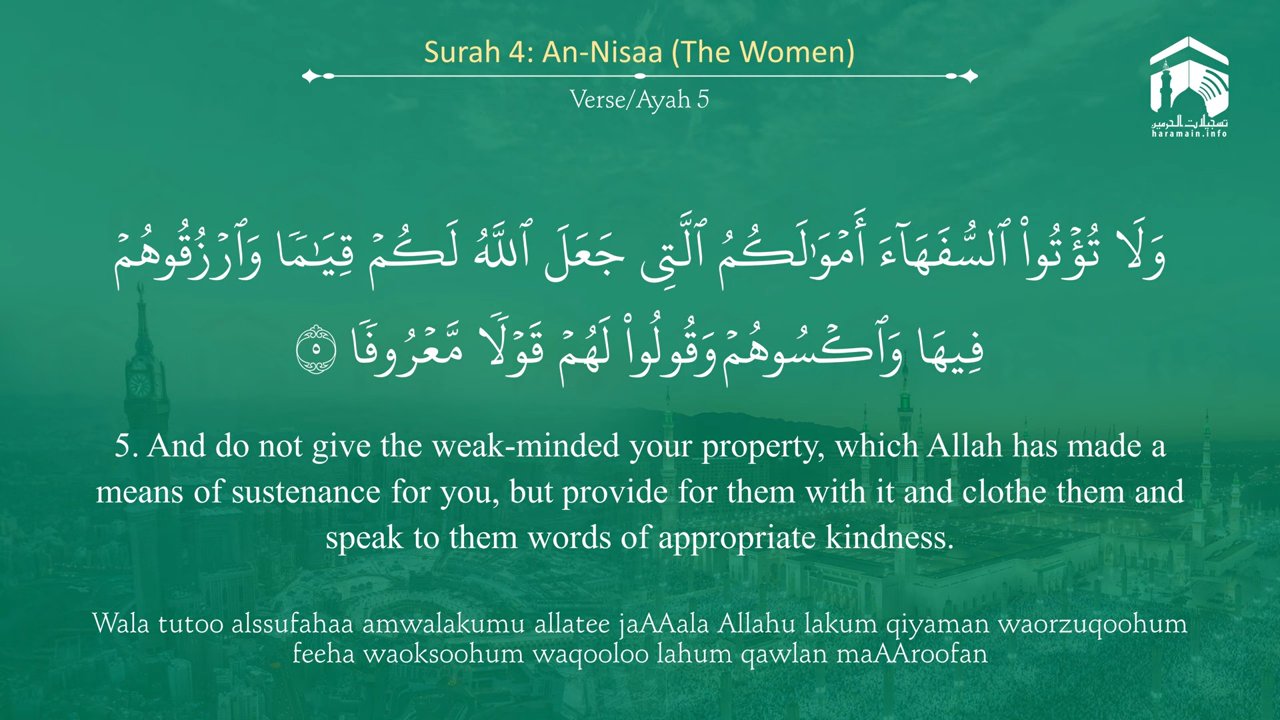 Surah 4: An-Nisaa (The Women)
Verse/Ayah 5
تسجيلات الحرمين
haramain.info
وَلَا تُؤۡتُواْ ٱلسُّفَهَآءَ أَمۡوَٰلَكُمُ ٱلَّتِي جَعَلَ ٱللَّهُ لَكُمۡ قِيَٰمٗا وَٱرۡزُقُوهُمۡ
فِيهَا وَٱكۡسُوهُمۡ وَقُولُواْ لَهُمۡ قَوۡلٗا مَّعۡرُوفٗا ٥
5. And do not give the weak-minded your property, which Allah has made a
means of sustenance for you, but provide for them with it and clothe them and
speak to them words of appropriate kindness.
Wala tutoo alssufahaa amwalakumu allatee jaAAala Allahu lakum qiyaman waorzuqoohum
feeha waoksoohum waqooloo lahum qawlan maAAroofan